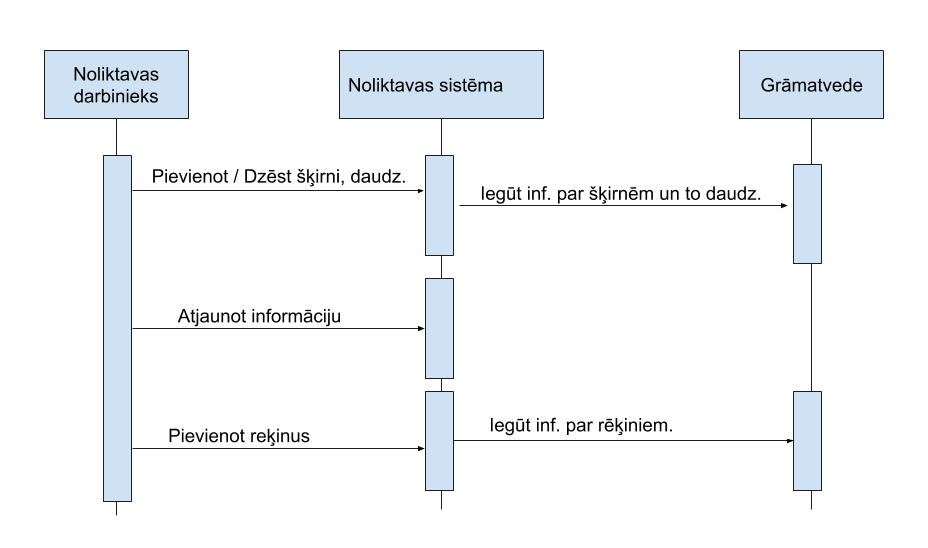 Noliktavas
darbinieks
Noliktavas sistēma
Grāmatvede
Pievienot / Dzēst šķirni, daudz.
Iegūt inf. par šķirnēm un to daudz.
Atjaunot informāciju
Pievienot reķinus
Iegūt inf. par rēķiniem.